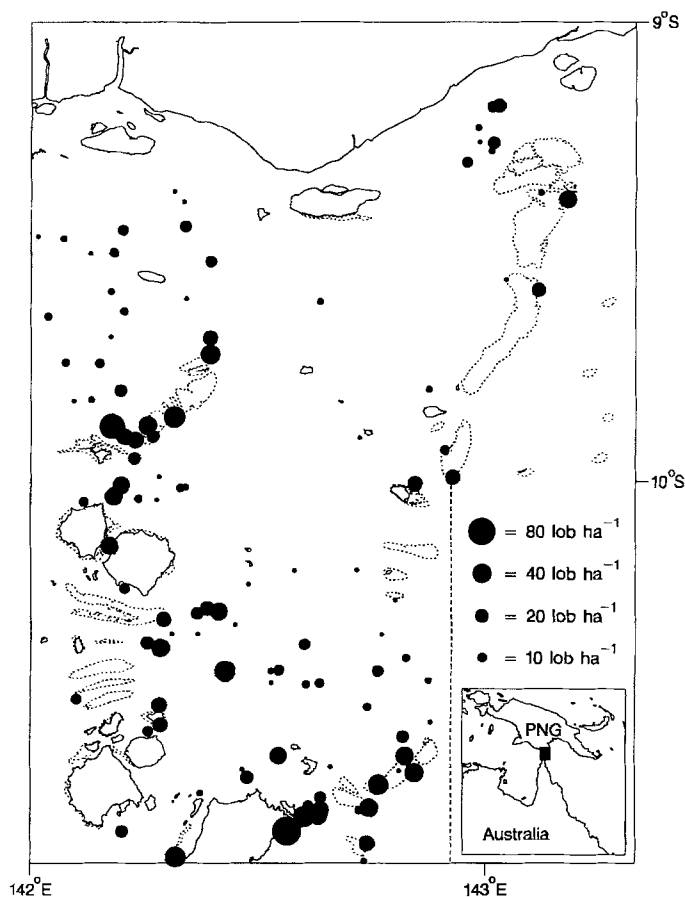 9°S
10°S
= 80 lob ha⁻¹
= 40 lob ha⁻¹
= 20 lob ha⁻¹
= 10 lob ha⁻¹
PNG
Australia
142°E
143°E